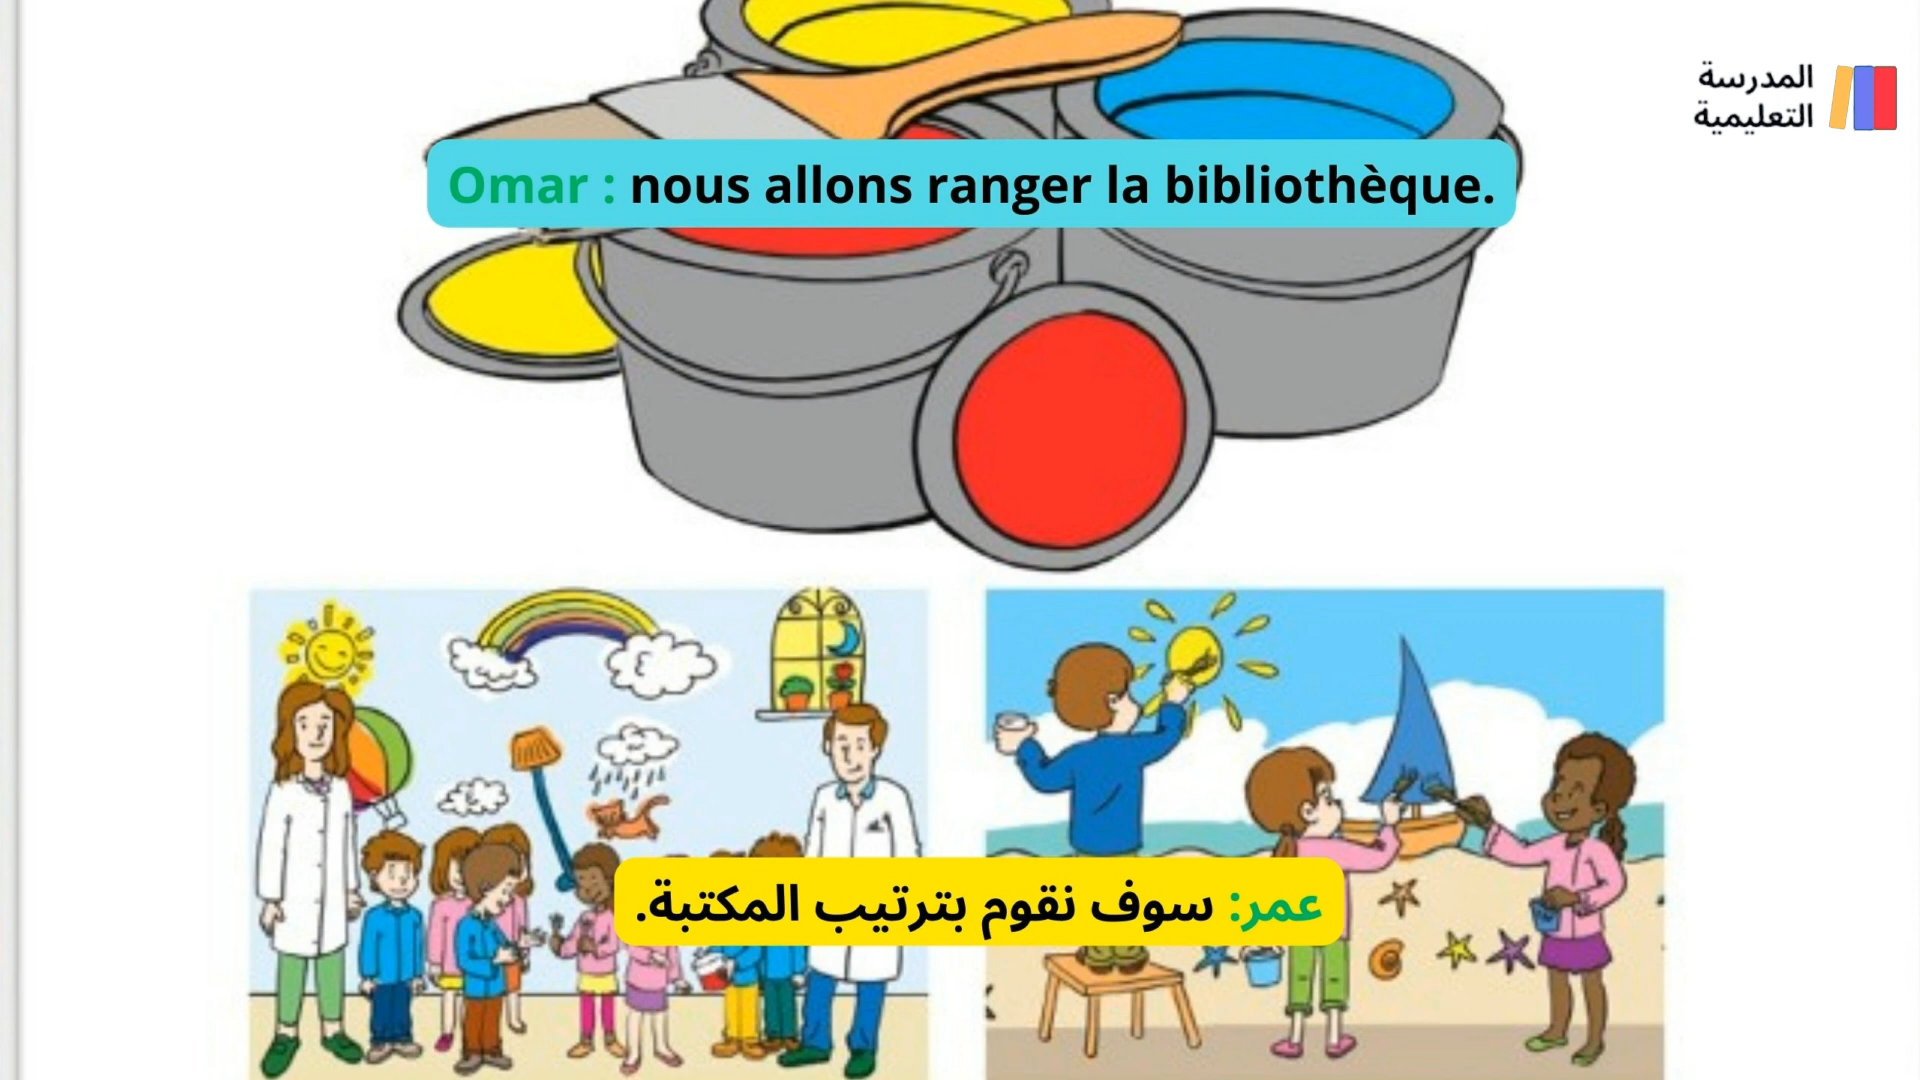 المدرسة
التعليمية
Omar : nous allons ranger la bibliothèque.
عمر: سوف نقوم بترتيب المكتبة.